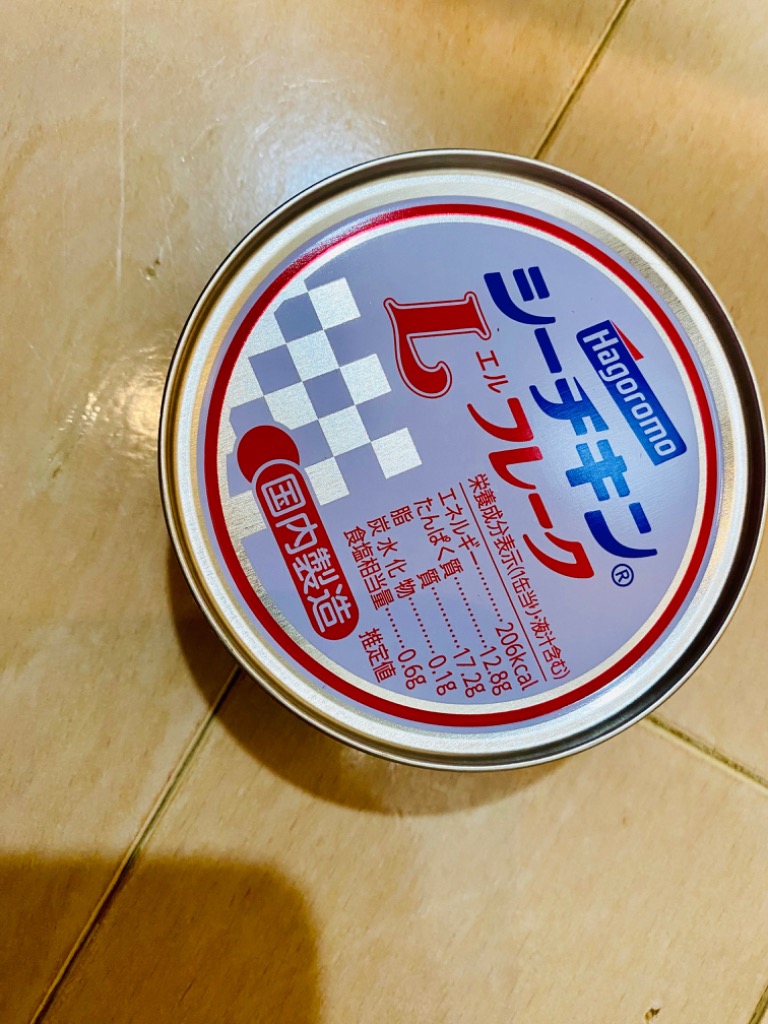 Hagoromo
シーチキン®
エル
Lフレーク
栄養成分表示(1缶当り/液汁含む)
エネルギー……… 206kcal
たんぱく質……… 12.8g
脂質……… 17.2g
炭水化物……… 0.1g
食塩相当量…… 0.6g
推定値
国内製造